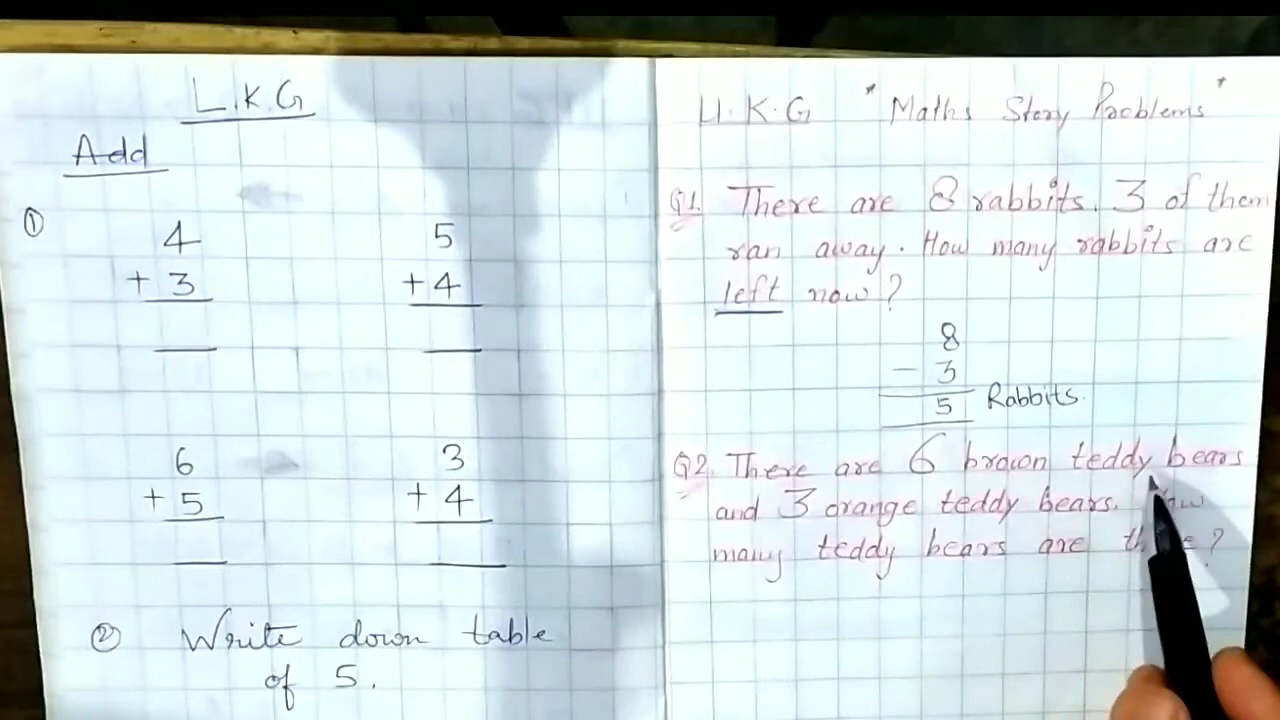 L.K.G
Add
① 4 5
+ 3 + 4
6 3
+ 5 + 4
② Write down table
of 5.
U.K.G "Maths Story Problems"
Q1. There are 8 rabbits. 3 of them
ran away. How many rabbits are
left now?
8
- 3
5 Rabbits.
Q2. There are 6 brown teddy bears
and 3 orange teddy bears.
many teddy bears are